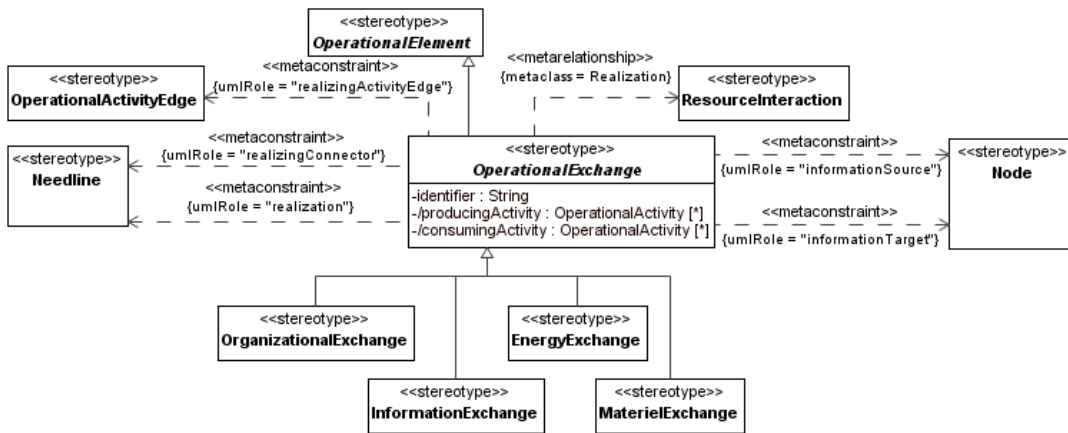 <<stereotype>>
OperationalElement
<<metaconstraint>>
{umlRole = "realizingActivityEdge"}
<<metarelationship>>
{metaclass = Realization}
<<stereotype>>
OperationalActivityEdge
<<stereotype>>
ResourceInteraction
<<metaconstraint>>
{umlRole = "realizingConnector"}
<<stereotype>>
Needline
<<metaconstraint>>
{umlRole = "realization"}
<<stereotype>>
OperationalExchange
-identifier : String
-/producingActivity : OperationalActivity [*]
-/consumingActivity : OperationalActivity [*]
<<metaconstraint>>
{umlRole = "informationSource"}
<<stereotype>>
Node
<<metaconstraint>>
{umlRole = "informationTarget"}
<<stereotype>>
OrganizationalExchange
<<stereotype>>
EnergyExchange
<<stereotype>>
InformationExchange
<<stereotype>>
MaterielExchange